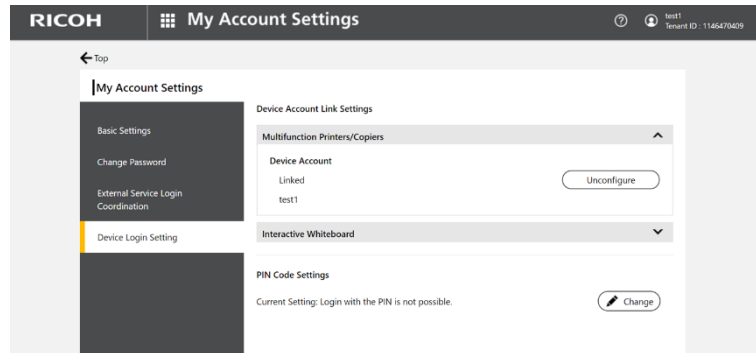 RICOH
My Account Settings
test1
Tenant ID : 1146470409
Top
My Account Settings
Basic Settings
Change Password
External Service Login
Coordination
Device Login Setting
Device Account Link Settings
Multifunction Printers/Copiers
Device Account
Linked
Unconfigure
test1
Interactive Whiteboard
PIN Code Settings
Current Setting: Login with the PIN is not possible.
Change